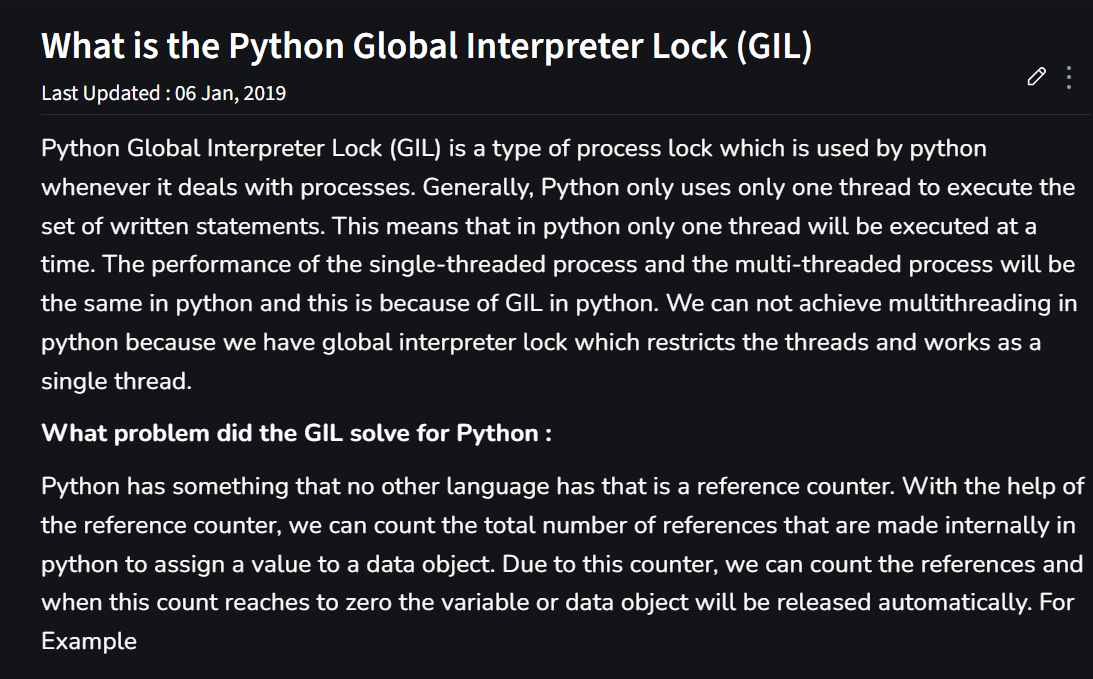 What is the Python Global Interpreter Lock (GIL)
Last Updated : 06 Jan, 2019
Python Global Interpreter Lock (GIL) is a type of process lock which is used by python
whenever it deals with processes. Generally, Python only uses only one thread to execute the
set of written statements. This means that in python only one thread will be executed at a
time. The performance of the single-threaded process and the multi-threaded process will be
the same in python and this is because of GIL in python. We can not achieve multithreading in
python because we have global interpreter lock which restricts the threads and works as a
single thread.
What problem did the GIL solve for Python :
Python has something that no other language has that is a reference counter. With the help of
the reference counter, we can count the total number of references that are made internally in
python to assign a value to a data object. Due to this counter, we can count the references and
when this count reaches to zero the variable or data object will be released automatically. For
Example